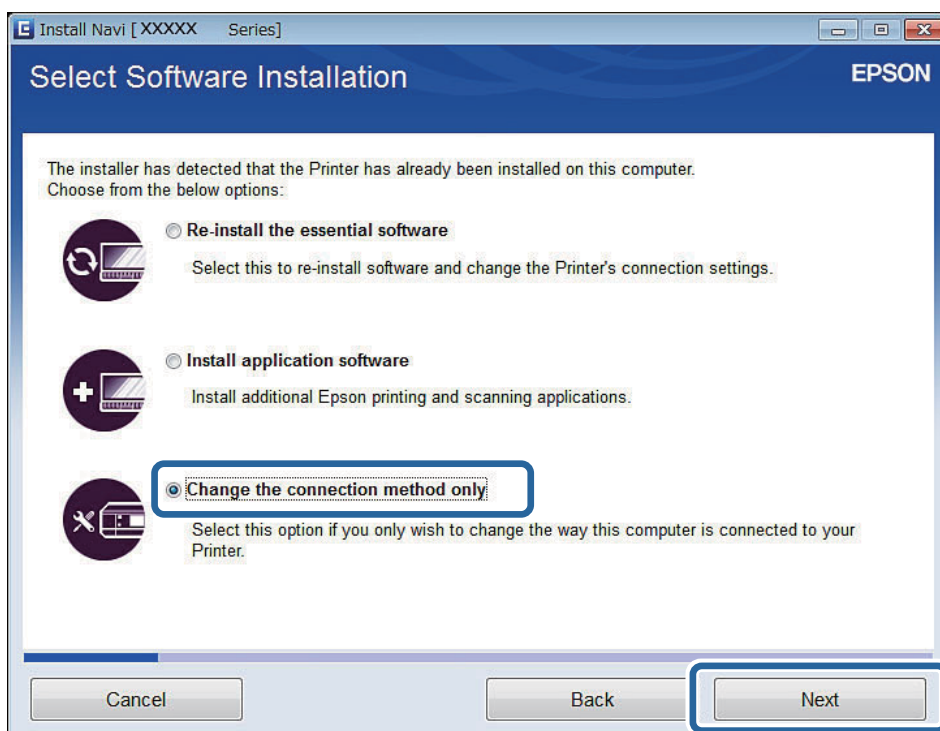 Install Navi [ XXXXX Series]
Select Software Installation
EPSON
The installer has detected that the Printer has already been installed on this computer.
Choose from the below options:
Re-install the essential software
Select this to re-install software and change the Printer's connection settings.
Install application software
Install additional Epson printing and scanning applications.
Change the connection method only
Select this option if you only wish to change the way this computer is connected to your
Printer.
Cancel
Back
Next